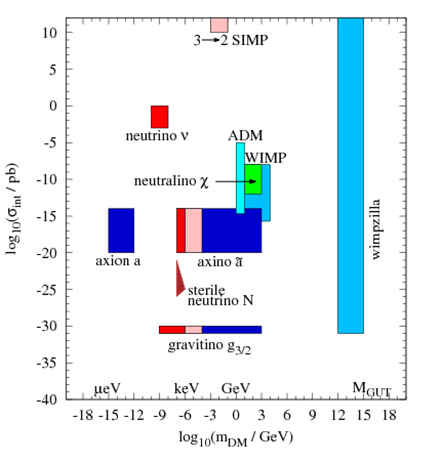 10
5
0
-5
-10
-15
-20
-25
-30
-35
-40
log10(σint / pb)
3→2 SIMP
neutrino ν
ADM
WIMP
neutralino χ
wimpzilla
axion a
axino ã
sterile
neutrino N
gravitino g3/2
μeV keV GeV MGUT
-18 -15 -12 -9 -6 -3 0 3 6 9 12 15 18
log10(mDM / GeV)